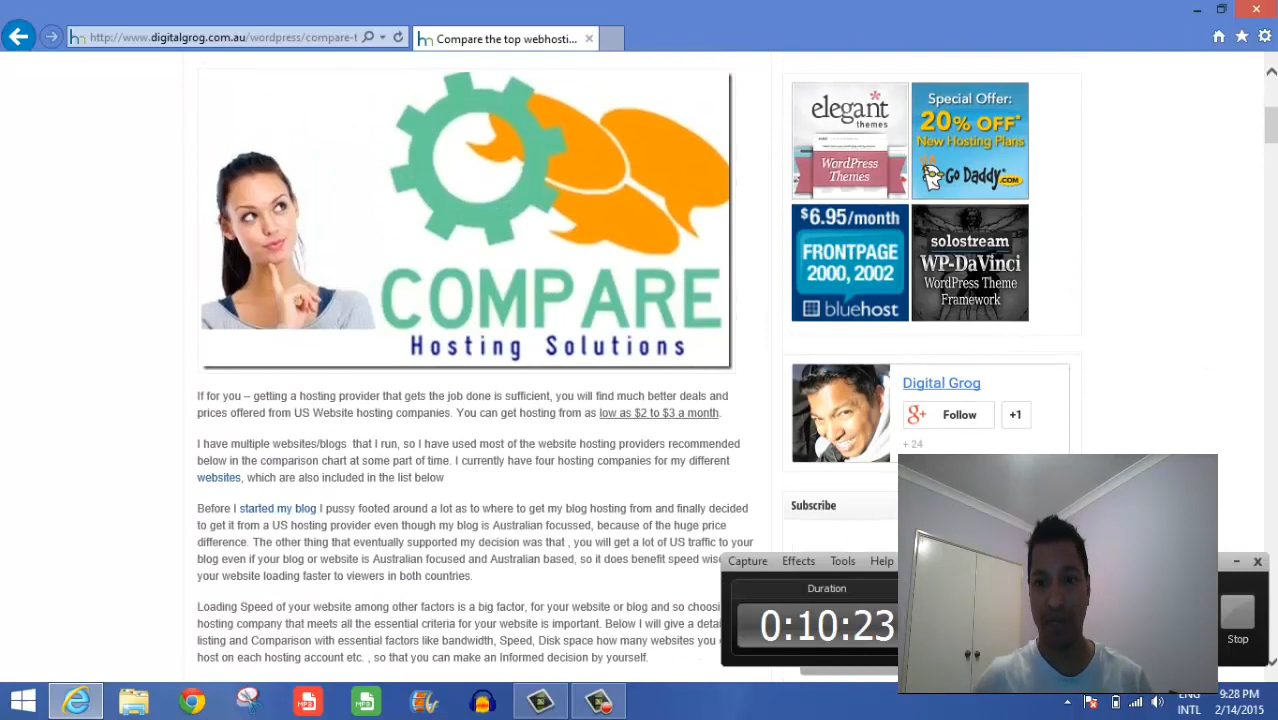 http://www.digitalgrog.com.au/wordpress/compare-t
Compare the top webhosti...
COMPARE
Hosting Solutions
If for you – getting a hosting provider that gets the job done is sufficient, you will find much better deals and
prices offered from US Website hosting companies. You can get hosting from as low as $2 to $3 a month.
I have multiple websites/blogs that I run, so I have used most of the website hosting providers recommended
below in the comparison chart at some part of time. I currently have four hosting companies for my different
websites, which are also included in the list below
Before I started my blog I pussy footed around a lot as to where to get my blog hosting from and finally decided
to get it from a US hosting provider even though my blog is Australian focussed, because of the huge price
difference. The other thing that eventually supported my decision was that , you will get a lot of US traffic to your
blog even if your blog or website is Australian focused and Australian based, so it does benefit speed wise
your website loading faster to viewers in both countries.
Loading Speed of your website among other factors is a big factor, for your website or blog and so choosi
hosting company that meets all the essential criteria for your website is important. Below I will give a deta
listing and Comparison with essential factors like bandwidth, Speed, Disk space how many websites you
host on each hosting account etc. , so that you can make an Informed decision by yourself.
elegant
themes
WordPress
Themes
Special Offer:
20% OFF*
New Hosting Plans
Go Daddy.COM
$6.95/month
FRONTPAGE
2000, 2002
bluehost
solostream
WP-DaVinci
WordPress Theme
Framework
Digital Grog
g+ Follow +1
+ 24
Subscribe
Capture Effects Tools Help
Duration
0:10:23
Stop
MP3
MP3
ENG
INTL
9:28 PM
2/14/2015